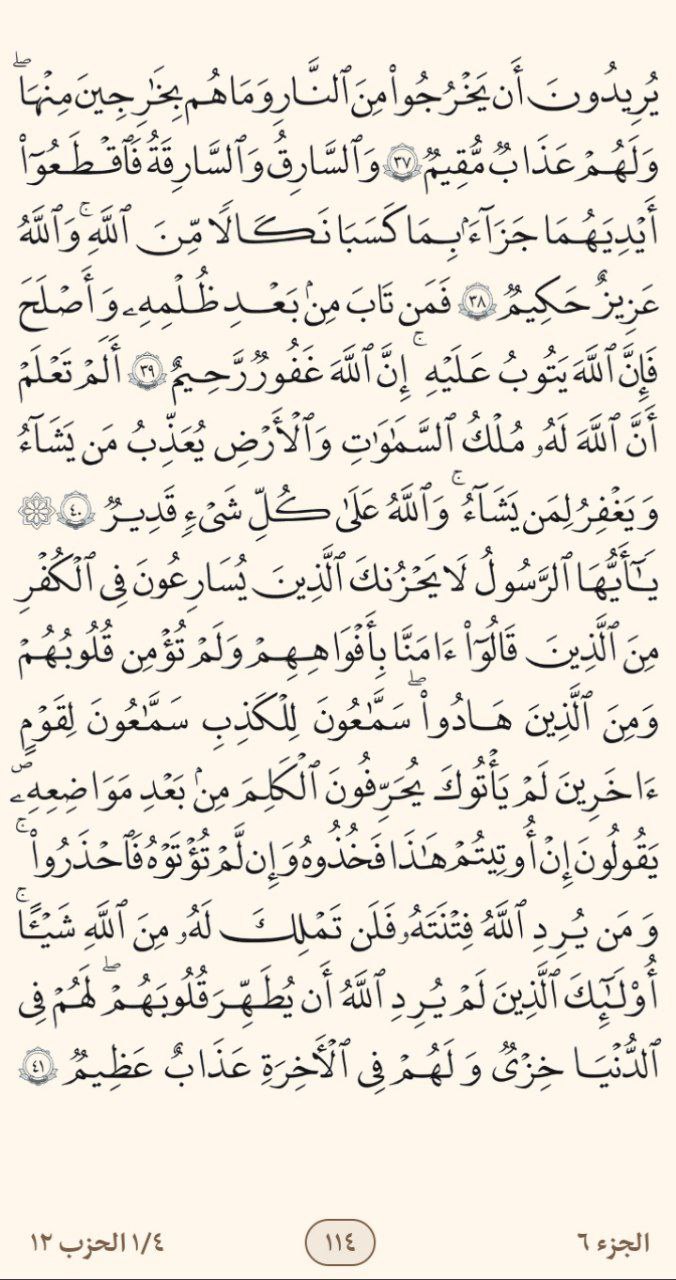 يُرِيدُونَ أَن يَخْرُجُوا۟ مِنَ ٱلنَّارِ وَمَا هُم بِخَـٰرِجِينَ مِنْهَا ۖ
وَلَهُمْ عَذَابٌ مُّقِيمٌ ٣٧ وَٱلسَّارِقُ وَٱلسَّارِقَةُ فَٱقْطَعُوٓا۟
أَيْدِيَهُمَا جَزَآءًۢ بِمَا كَسَبَا نَكَالًا مِّنَ ٱللَّهِ ۗ وَٱللَّهُ
عَزِيزٌ حَكِيمٌ ٣٨ فَمَن تَابَ مِنۢ بَعْدِ ظُلْمِهِۦ وَأَصْلَحَ
فَإِنَّ ٱللَّهَ يَتُوبُ عَلَيْهِ ۗ إِنَّ ٱللَّهَ غَفُورٌ رَّحِيمٌ ٣٩ أَلَمْ تَعْلَمْ
أَنَّ ٱللَّهَ لَهُۥ مُلْكُ ٱلسَّمَـٰوَٰتِ وَٱلْأَرْضِ يُعَذِّبُ مَن يَشَآءُ
وَيَغْفِرُ لِمَن يَشَآءُ ۗ وَٱللَّهُ عَلَىٰ كُلِّ شَىْءٍ قَدِيرٌ ٤٠ ۞
يَـٰٓأَيُّهَا ٱلرَّسُولُ لَا يَحْزُنكَ ٱلَّذِينَ يُسَـٰرِعُونَ فِى ٱلْكُفْرِ
مِنَ ٱلَّذِينَ قَالُوٓا۟ ءَامَنَّا بِأَفْوَٰهِهِمْ وَلَمْ تُؤْمِن قُلُوبُهُمْ
وَمِنَ ٱلَّذِينَ هَادُوا۟ ۖ سَمَّـٰعُونَ لِلْكَذِبِ سَمَّـٰعُونَ لِقَوْمٍ
ءَاخَرِينَ لَمْ يَأْتُوكَ يُحَرِّفُونَ ٱلْكَلِمَ مِنۢ بَعْدِ مَوَاضِعِهِۦ ۖ
يَقُولُونَ إِنْ أُوتِيتُمْ هَـٰذَا فَخُذُوهُ وَإِن لَّمْ تُؤْتَوْهُ فَٱحْذَرُوا۟ ۚ
وَمَن يُرِدِ ٱللَّهُ فِتْنَتَهُۥ فَلَن تَمْلِكَ لَهُۥ مِنَ ٱللَّهِ شَيْـًٔا ۚ
أُو۟لَـٰٓئِكَ ٱلَّذِينَ لَمْ يُرِدِ ٱللَّهُ أَن يُطَهِّرَ قُلُوبَهُمْ ۖ لَهُمْ فِى
ٱلدُّنْيَا خِزْىٌ وَلَهُمْ فِى ٱلْـَٔاخِرَةِ عَذَابٌ عَظِيمٌ ٤١
الجزء ٦
١١٤
١/٤ الحزب ١٢